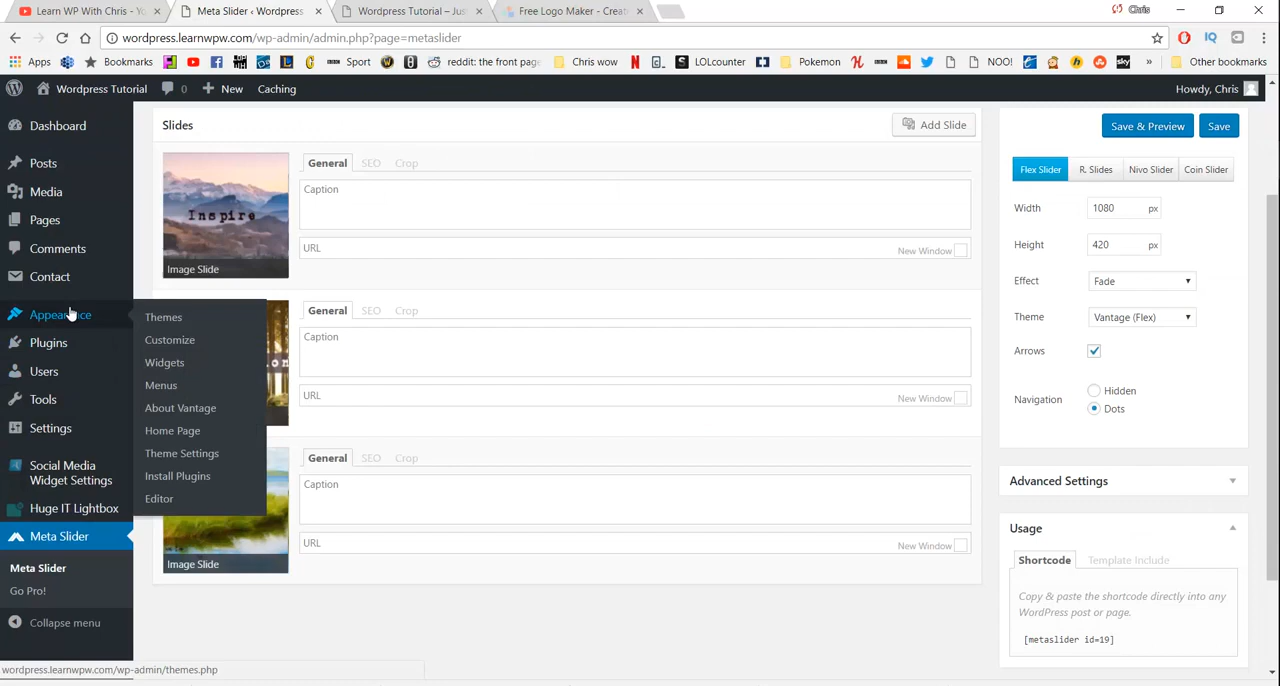 Learn WP With Chris - Yo
Meta Slider ‹ Wordpress
Wordpress Tutorial – Jus
Free Logo Maker - Creat
Chris
wordpress.learnwpw.com/wp-admin/admin.php?page=metaslider
Apps
Bookmarks
Sport
reddit: the front page
Chris wow
LOLcounter
Pokemon
NOO!
sky
»
Other bookmarks
Wordpress Tutorial
0
New
Caching
Howdy, Chris
Dashboard
Posts
Media
Pages
Comments
Contact
Appearance
Plugins
Users
Tools
Settings
Social Media
Widget Settings
Huge IT Lightbox
Meta Slider
Meta Slider
Go Pro!
Collapse menu
wordpress.learnwpw.com/wp-admin/themes.php
Themes
Customize
Widgets
Menus
About Vantage
Home Page
Theme Settings
Install Plugins
Editor
Slides
Add Slide
Inspire
Image Slide
General SEO Crop
Caption
URL
New Window
General SEO Crop
Caption
URL
New Window
Image Slide
General SEO Crop
Caption
URL
New Window
Save & Preview
Save
Flex Slider
R. Slides
Nivo Slider
Coin Slider
Width
1080
px
Height
420
px
Effect
Fade
Theme
Vantage (Flex)
Arrows
Navigation
Hidden
Dots
Advanced Settings
Usage
Shortcode
Template Include
Copy & paste the shortcode directly into any
WordPress post or page.
[metaslider id=19]